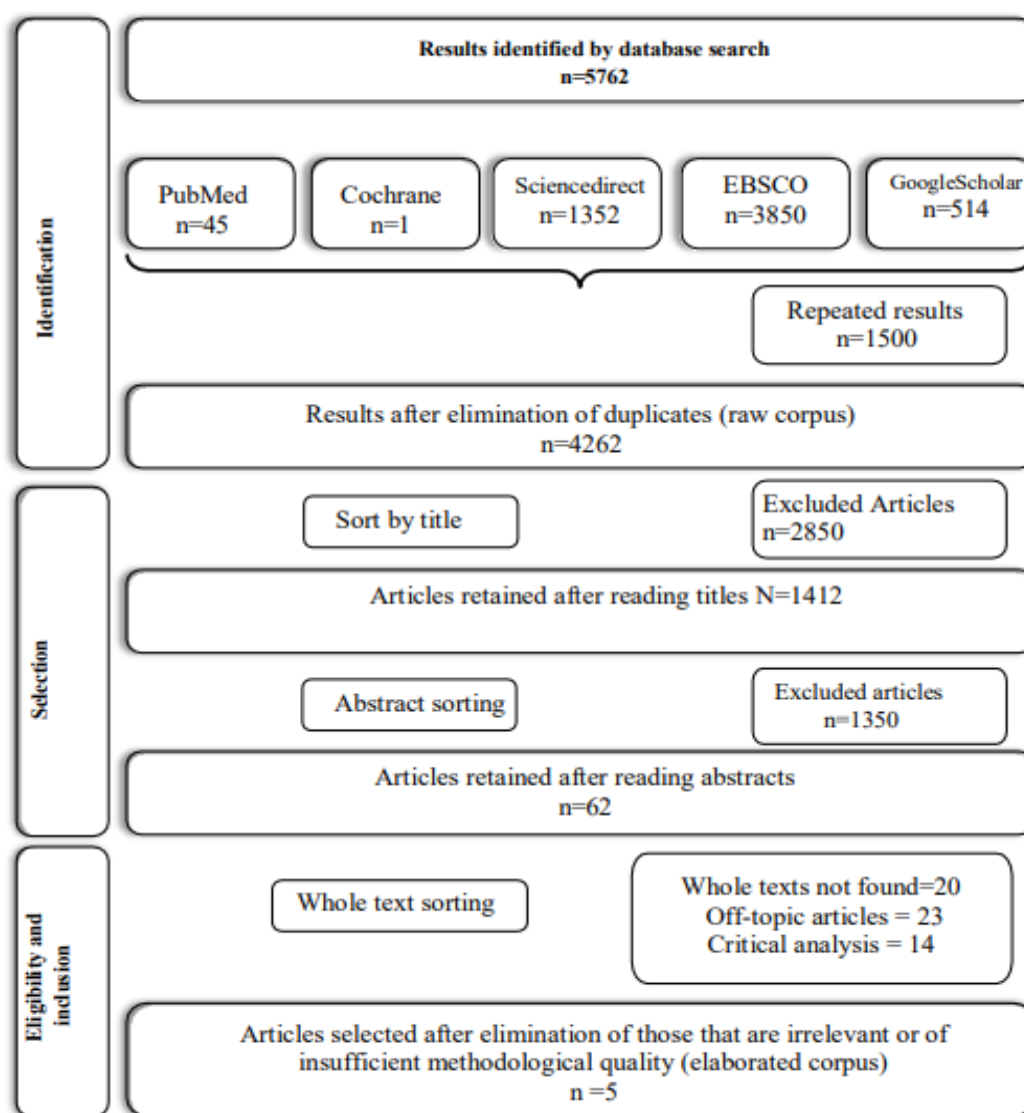 Identification
Results identified by database search
n=5762
PubMed
n=45
Cochrane
n=1
Sciencedirect
n=1352
EBSCO
n=3850
GoogleScholar
n=514
Repeated results
n=1500
Results after elimination of duplicates (raw corpus)
n=4262
Selection
Sort by title
Excluded Articles
n=2850
Articles retained after reading titles N=1412
Abstract sorting
Excluded articles
n=1350
Articles retained after reading abstracts
n=62
Eligibility and
inclusion
Whole text sorting
Whole texts not found=20
Off-topic articles = 23
Critical analysis = 14
Articles selected after elimination of those that are irrelevant or of
insufficient methodological quality (elaborated corpus)
n =5